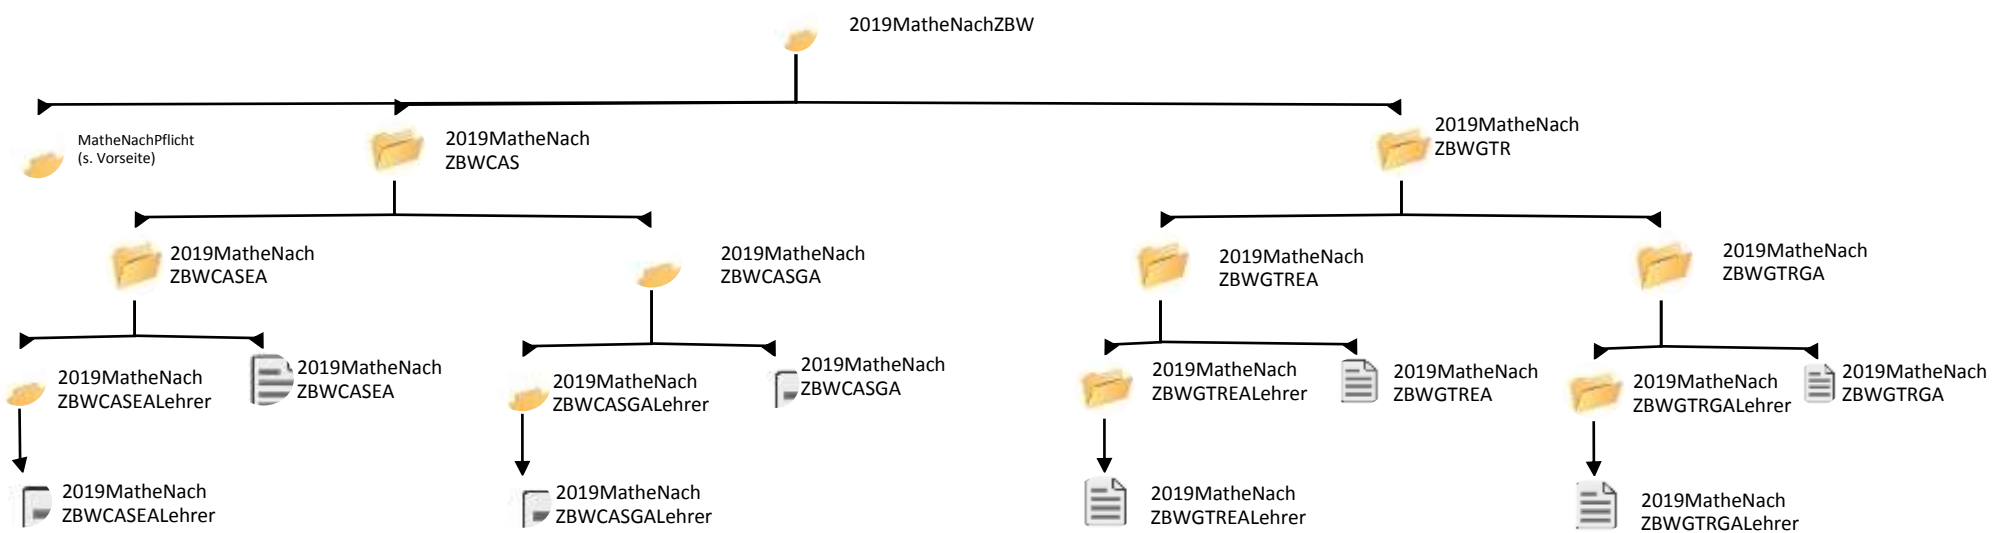 2019MatheNachZBW
MatheNachPflicht
(s. Vorseite)
2019MatheNach
ZBWCAS
2019MatheNach
ZBWGTR
2019MatheNach
ZBWCASEA
2019MatheNach
ZBWCASGA
2019MatheNach
ZBWGTREA
2019MatheNach
ZBWGTRGA
2019MatheNach
ZBWCASEALehrer
2019MatheNach
ZBWCASEA
2019MatheNach
ZBWCASGALehrer
2019MatheNach
ZBWCASGA
2019MatheNach
ZBWGTREALehrer
2019MatheNach
ZBWGTREA
2019MatheNach
ZBWGTRGALehrer
2019MatheNach
ZBWGTRGA
2019MatheNach
ZBWCASEALehrer
2019MatheNach
ZBWCASGALehrer
2019MatheNach
ZBWGTREALehrer
2019MatheNach
ZBWGTRGALehrer